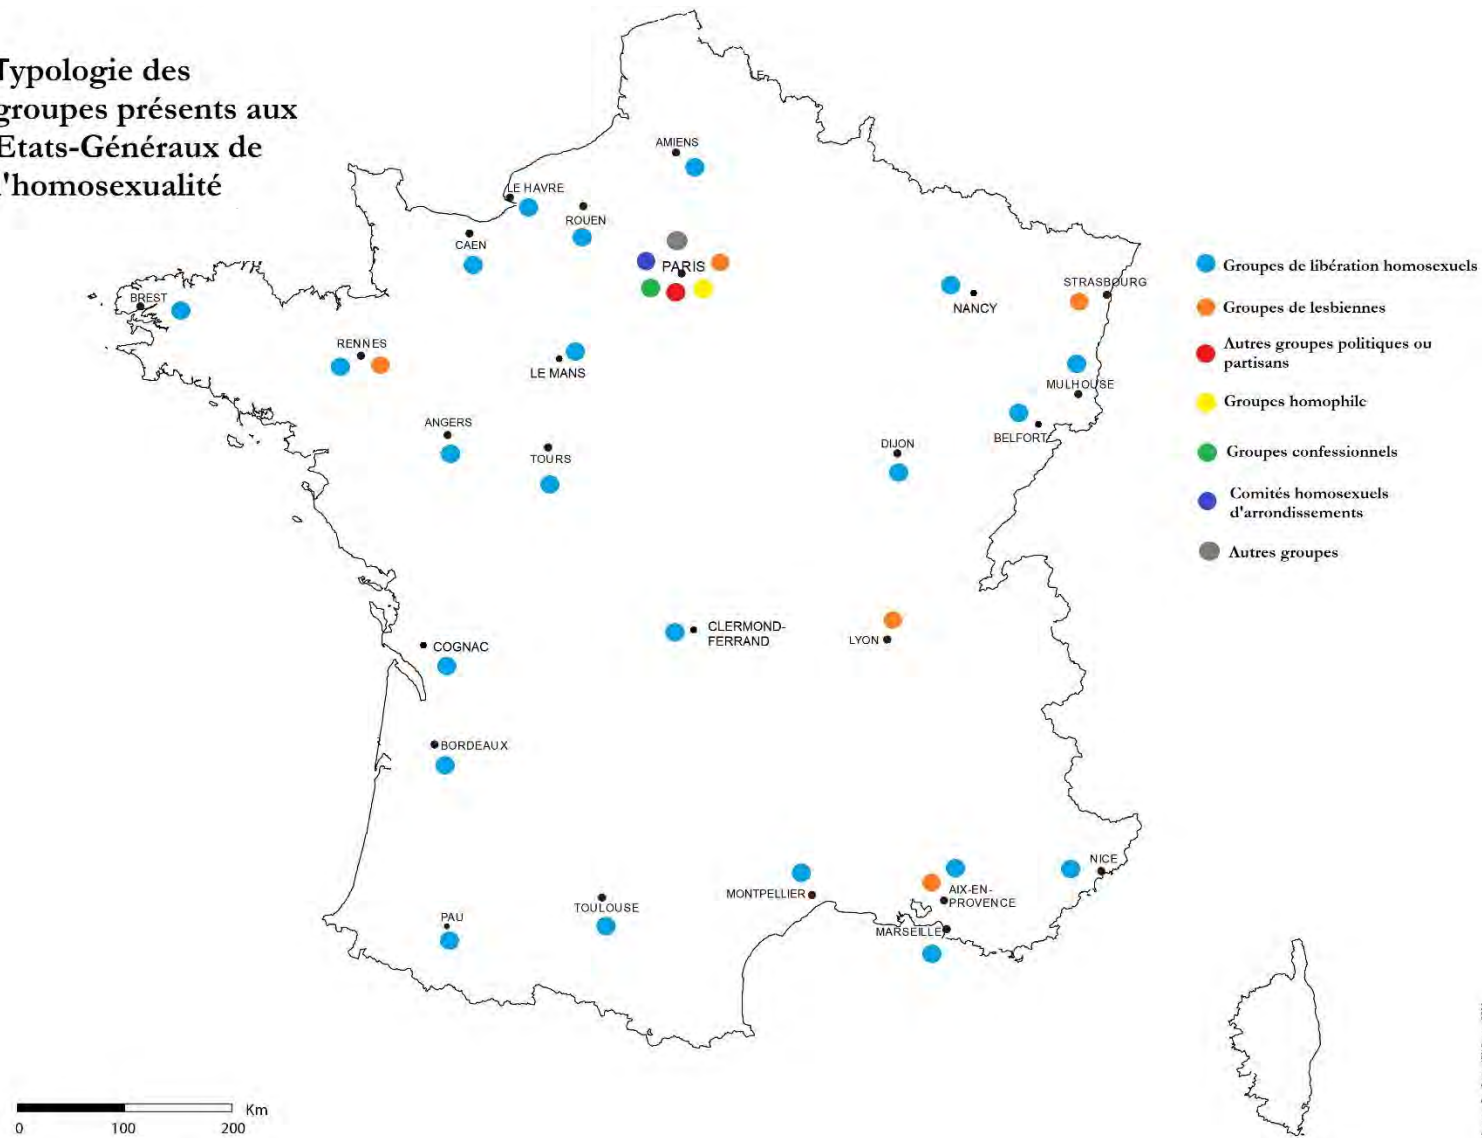 Typologie des
groupes présents aux
Etats-Généraux de
l'homosexualité
E
AMIENS
LE HAVRE
ROUEN
CAEN
PARIS
BREST
RENNES
LE MANS
NANCY
STRASBOURG
MULHOUSE
BELFORT
ANGERS
TOURS
DIJON
CLERMOND-
FERRAND
LYON
COGNAC
BORDEAUX
PAU
TOULOUSE
MONTPELLIER
AIX-EN-
PROVENCE
MARSEILLE
NICE
Groupes de libération homosexuels
Groupes de lesbiennes
Autres groupes politiques ou
partisans
Groupes homophile
Groupes confessionnels
Comités homosexuels
d'arrondissements
Autres groupes
Km
0 100 200